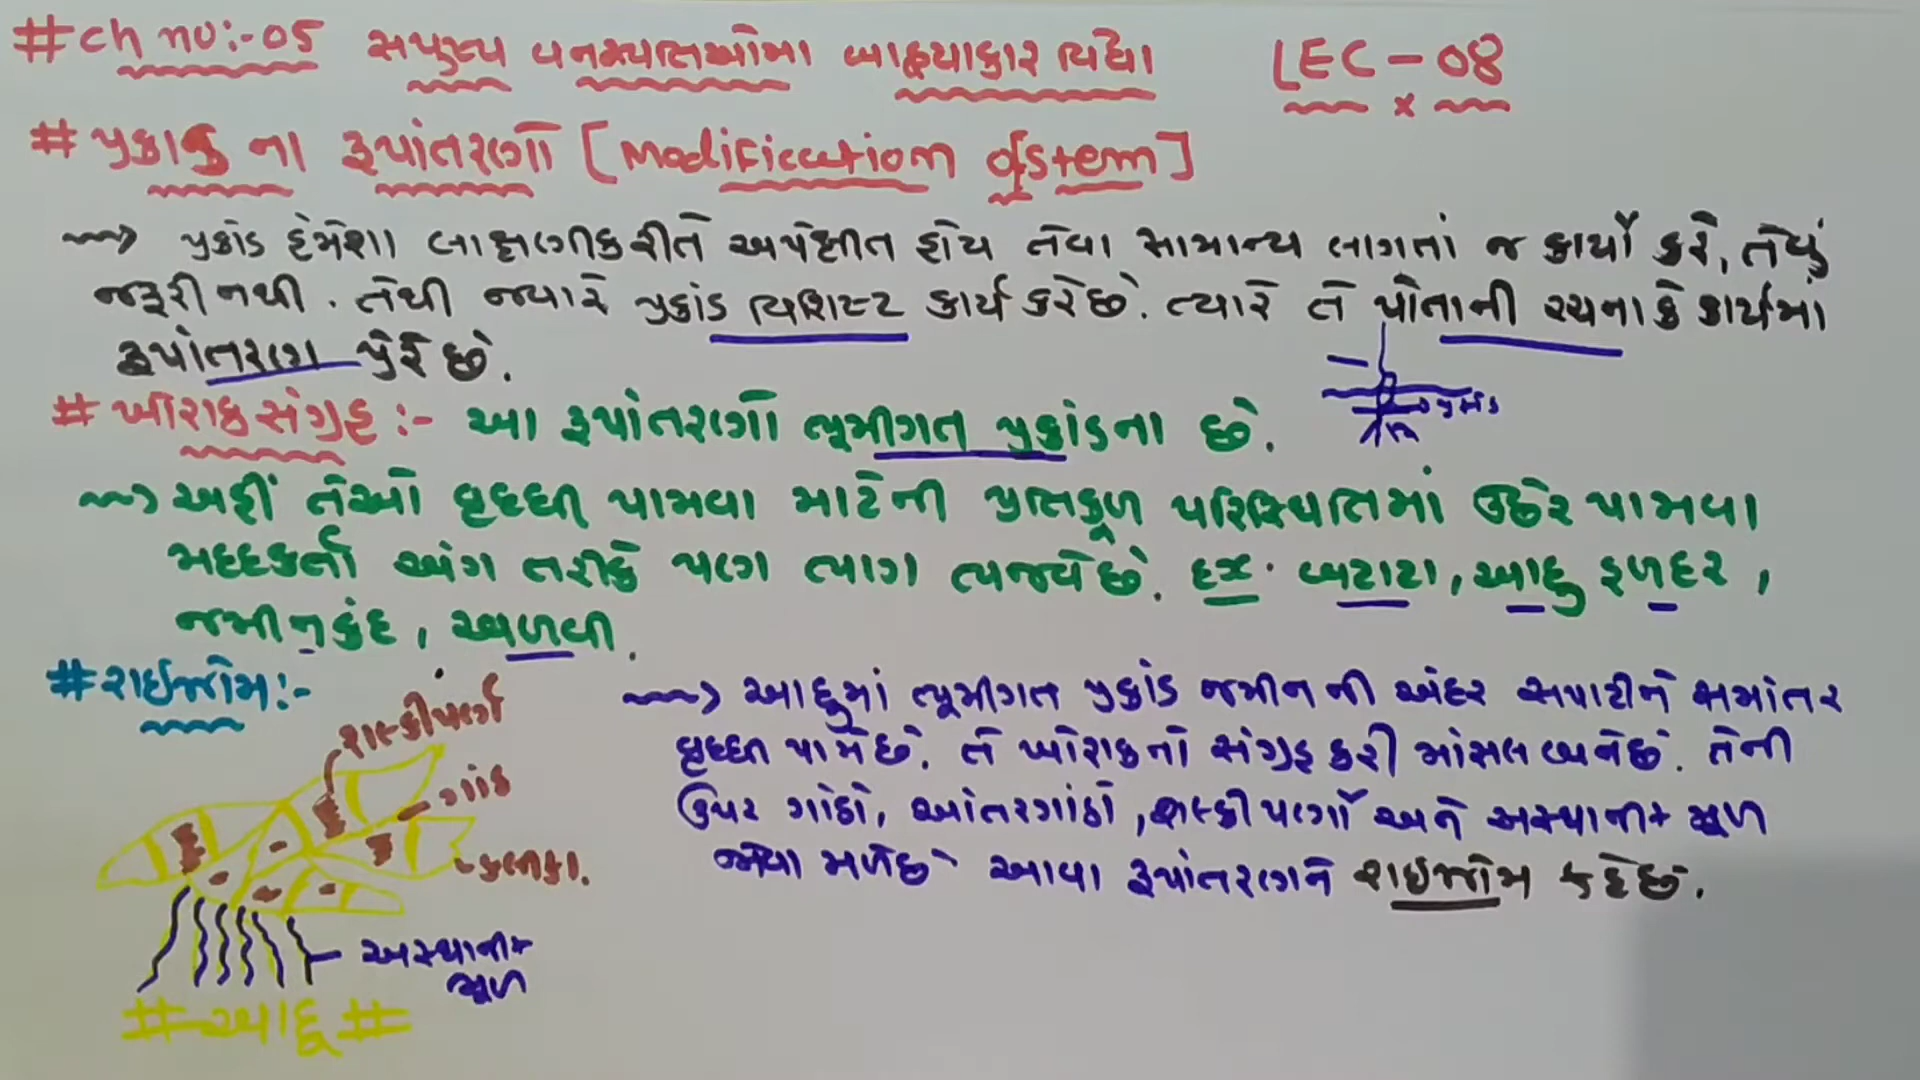 #ch no:-05 સપુષ્પ વનસ્પતિઓમાં બાહ્યાકાર વિદ્યા LEC-08
# પ્રકાંડ ના રૂપાંતરણો [Modification of stem]
~~> પ્રકાંડ હંમેશા લાક્ષણીકરીતે અપેક્ષીત હોય તેવા સામાન્ય લાગતાં જ કાર્યો કરે, તેવું
જરૂરી નથી. તેથી જ્યારે પ્રકાંડ વિશિષ્ટ કાર્ય કરે છે. ત્યારે તે પોતાની રચના કે કાર્યમાં
રૂપાંતરણ પ્રેરે છે.
# ખોરાકસંગ્રહ :- આ રૂપાંતરણો ભૂમીગત પ્રકાંડના છે.
~~> અહીં તેઓ વૃદ્ધી પામવા માટેની પ્રતિકૂળ પરિસ્થિતિમાં ઉછેર પામવા
મદદકર્તા અંગ તરીકે પણ ભાગ ભજવે છે. દા.ત. બટાટા, આદુ હળદર,
જમીનકંદ, અળવી.
#રાઇઝોમ:-
~~> આદુમાં ભૂમીગત પ્રકાંડ જમીન ની અંદર સપાટીને સમાંતર
વૃદ્ધી પામે છે. તે ખોરાકનો સંગ્રહ કરી માંસલ બને છે. તેની
ઉપર ગાંઠો, આંતરગાંઠો, શલ્કી પર્ણો અને અસ્થાનીક મૂળ
જોવા મળે છે આવા રૂપાંતરણને રાઇઝોમ કહે છે.
શલ્કીપર્ણ
ગાંઠ
કલિકા.
અસ્થાનીક
મૂળ
#આદુ#